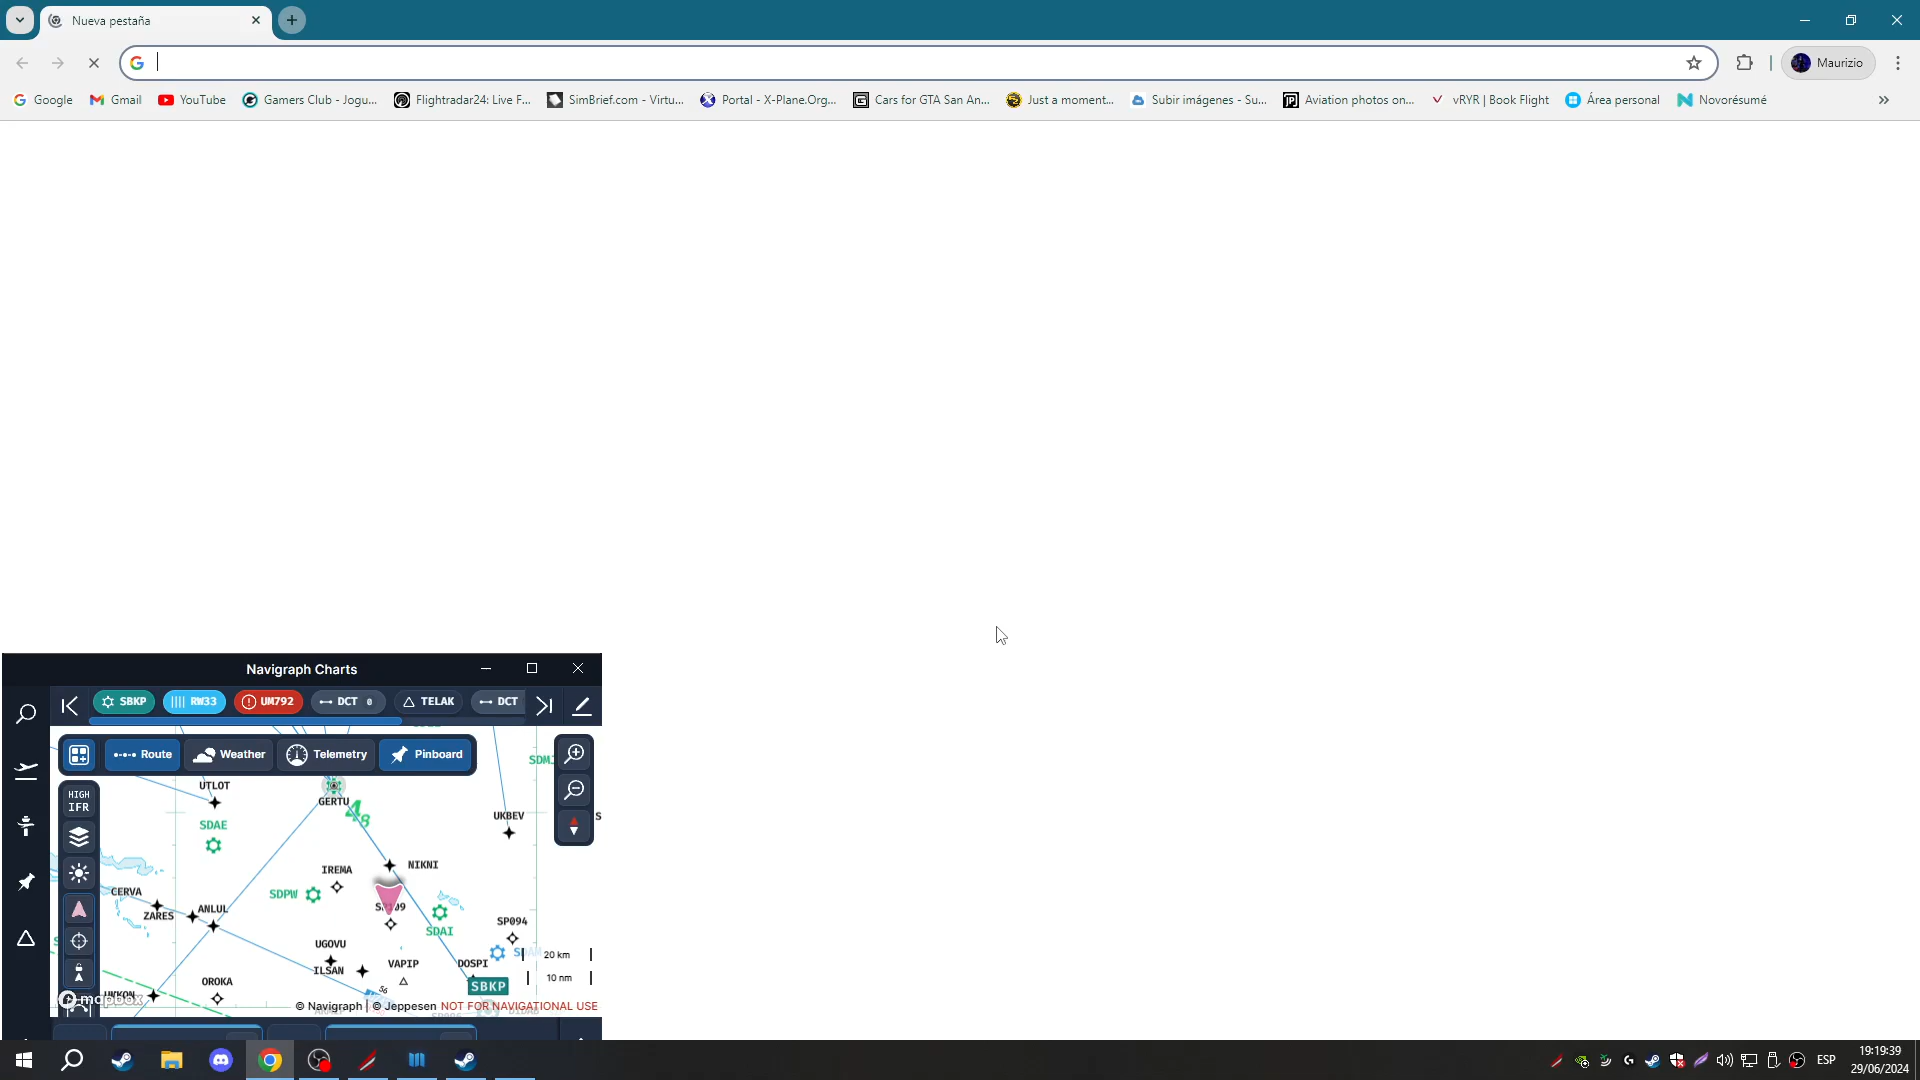 Nueva pestaña
Maurizio
Google
Gmail
YouTube
Gamers Club - Jogu...
Flightradar24: Live F...
SimBrief.com - Virtu...
Portal - X-Plane.Org...
Cars for GTA San An...
Just a moment...
Subir imágenes - Su...
Aviation photos on...
vRYR | Book Flight
Área personal
Novorésumé
Navigraph Charts
SBKP
RW33
UM792
DCT 0
TELAK
DCT
Route
Weather
Telemetry
Pinboard
SDMJ
UTLOT
GERTU
HIGH
IFR
SDAE
UKBEV
S
IREMA
NIKNI
CERVA
SDPW
ZARES
ANLUL
SDAI
SP094
UGOVU
20 km
ILSAN
VAPIP
DOSPI
10 nm
OROKA
56
SBKP
mapbox
© Navigraph | © Jeppesen NOT FOR NAVIGATIONAL USE
ESP
19:19:39
29/06/2024